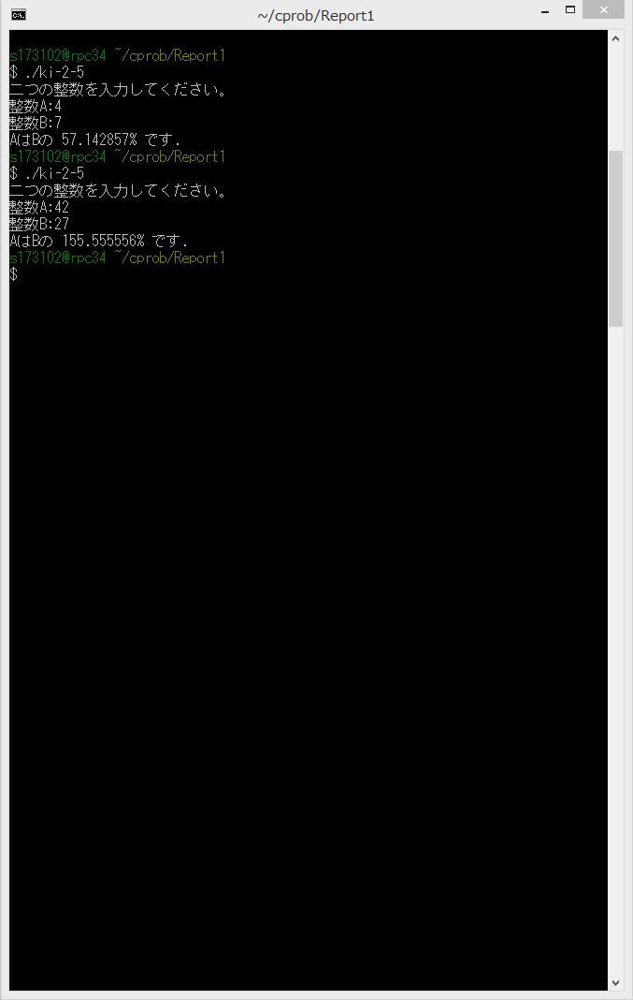 ~/cprob/Report1
s173102@rpc34 ~/cprob/Report1
$ ./ki-2-5
二つの整数を入力してください。
整数A:4
整数B:7
AはBの 57.142857% です.
s173102@rpc34 ~/cprob/Report1
$ ./ki-2-5
二つの整数を入力してください。
整数A:42
整数B:27
AはBの 155.555556% です.
s173102@rpc34 ~/cprob/Report1
$